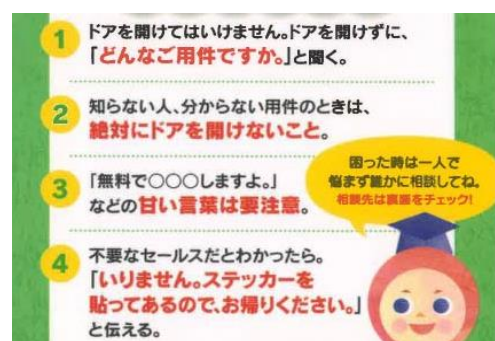 1
ドアを開けてはいけません。ドアを開けずに、
「どんなご用件ですか。」と聞く。
2
知らない人、分からない用件のときは、
絶対にドアを開けないこと。
3
「無料で○○○しますよ。」
などの甘い言葉は要注意。
困った時は一人で
悩まず誰かに相談してね。
相談先は裏面をチェック!
4
不要なセールスだとわかったら。
「いりません。ステッカーを
貼ってあるので、お帰りください。」
と伝える。